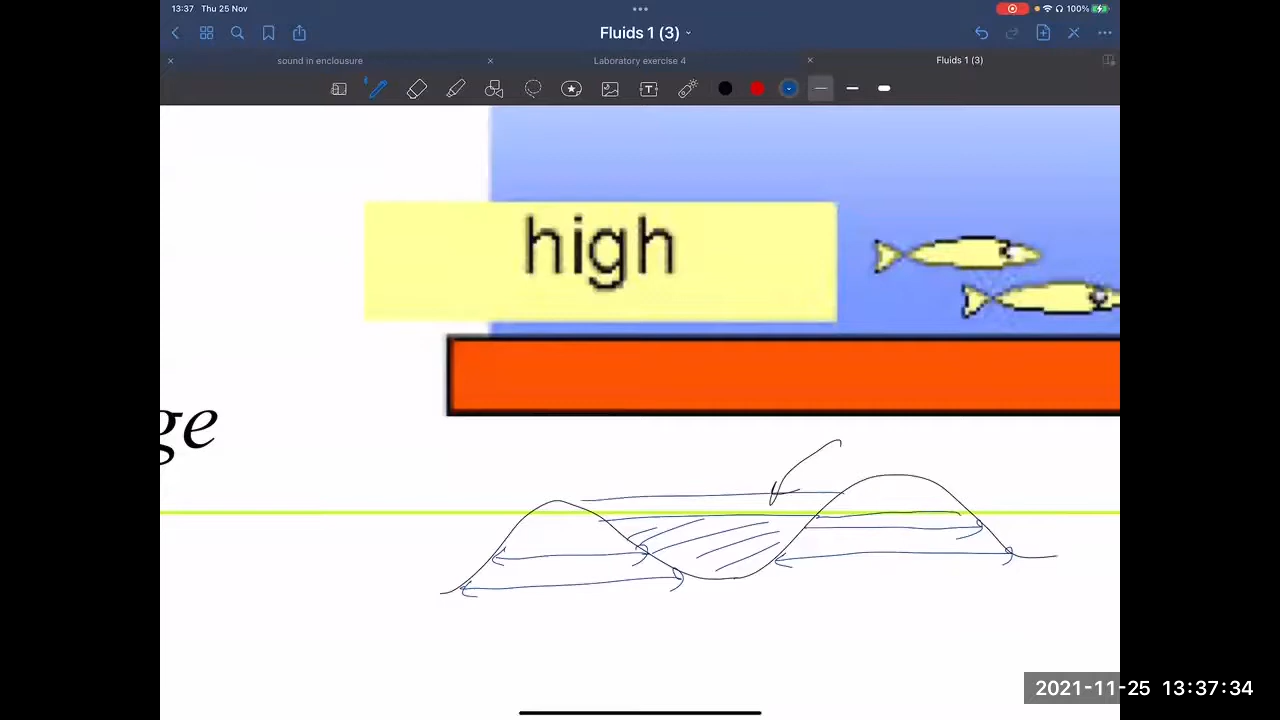 13:37 Thu 25 Nov
100%
Fluids 1 (3)
sound in enclousure
Laboratory exercise 4
Fluids 1 (3)
T
high
ge
2021-11-25 13:37:34